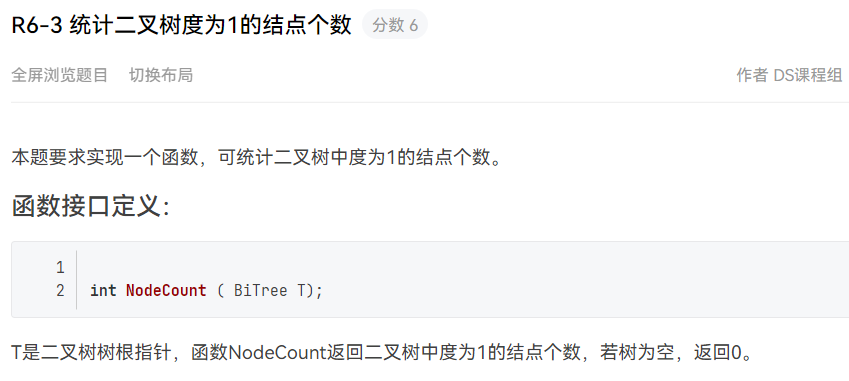 R6-3 统计二叉树度为1的结点个数 分数 6
全屏浏览题目 切换布局 作者 DS课程组
本题要求实现一个函数，可统计二叉树中度为1的结点个数。
函数接口定义：
1
2 int NodeCount ( BiTree T);
T是二叉树树根指针，函数NodeCount返回二叉树中度为1的结点个数，若树为空，返回0。